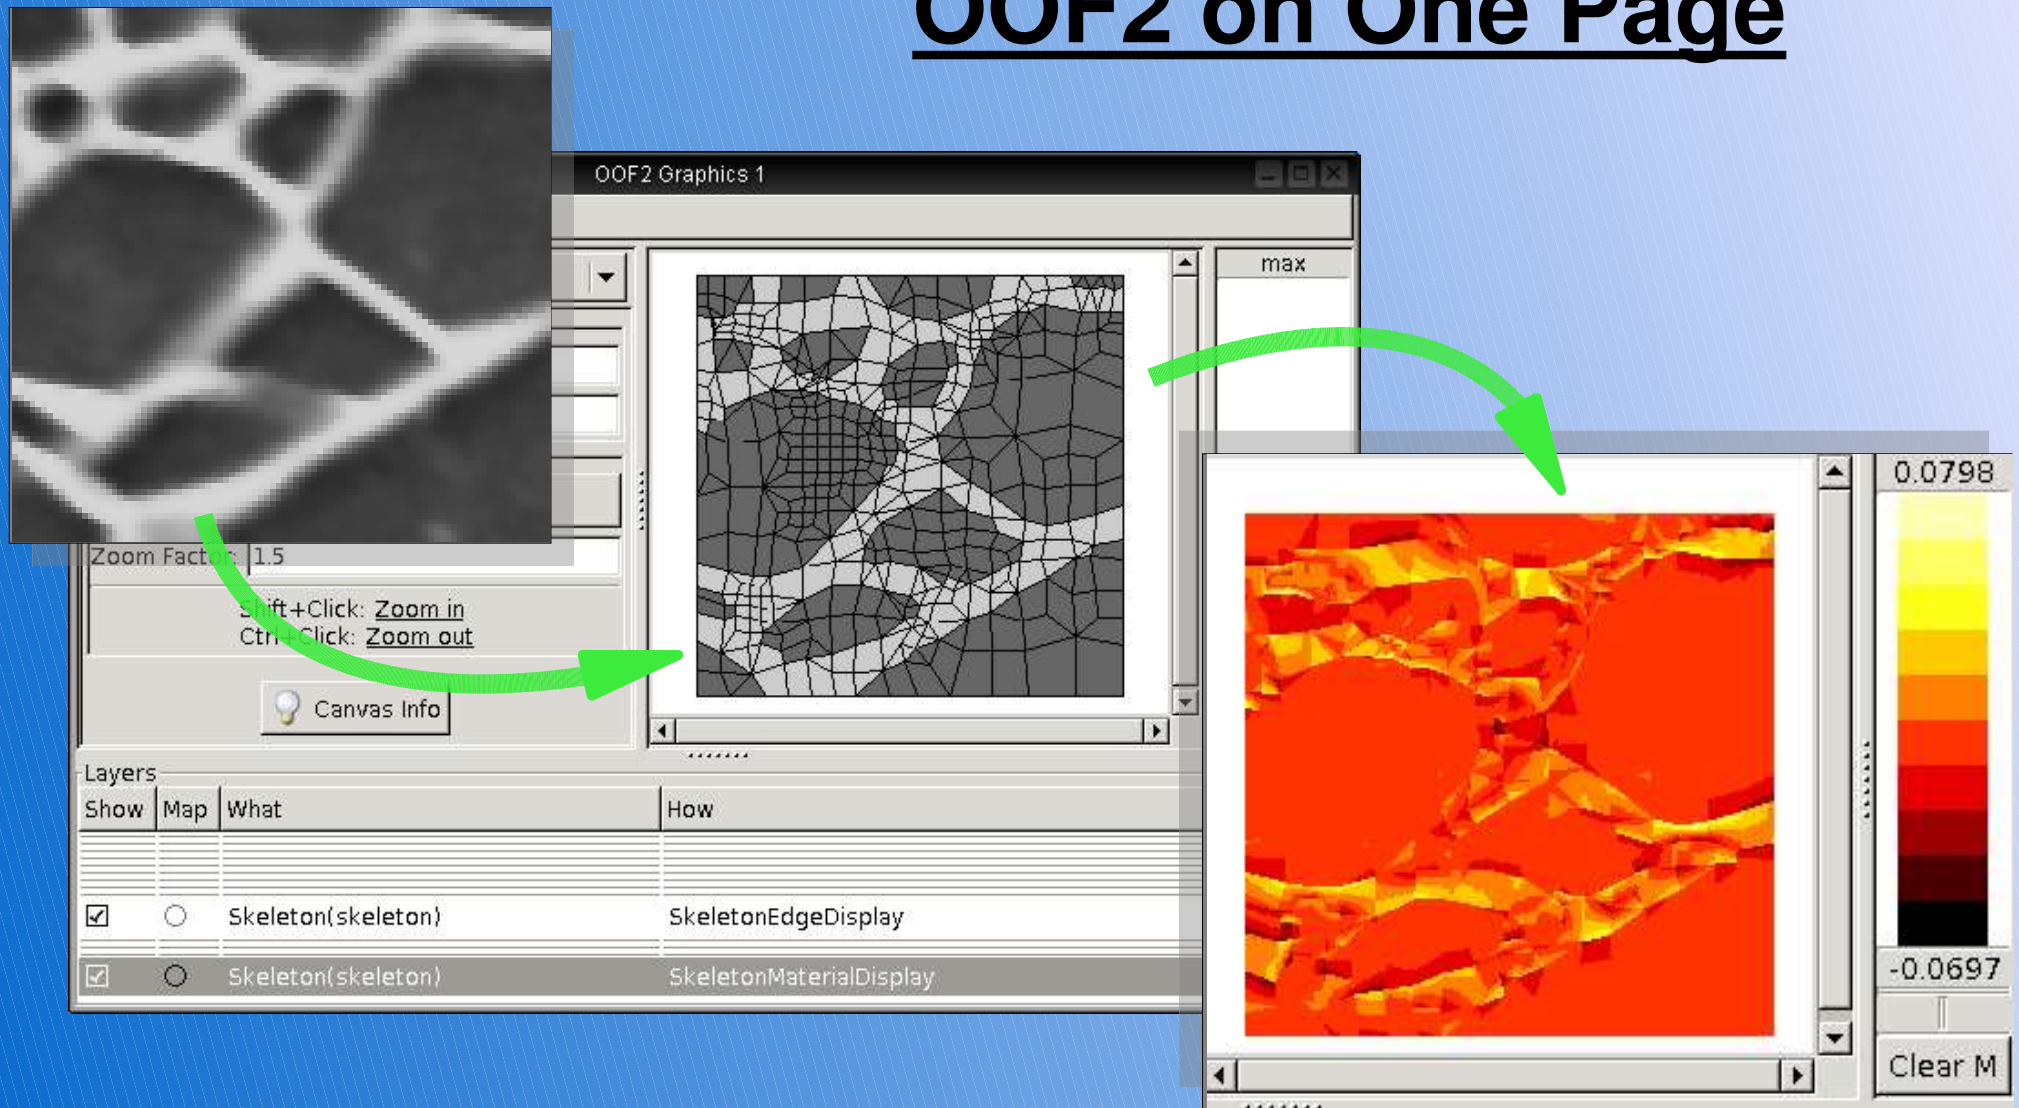 OOF2 on One Page
OOF2 Graphics 1
max
Zoom Factor: 1.5
Shift+Click: Zoom in
Ctrl+Click: Zoom out
Canvas Info
Layers
Show Map What How
Skeleton(skeleton) SkeletonEdgeDisplay
Skeleton(skeleton) SkeletonMaterialDisplay
0.0798
-0.0697
Clear M